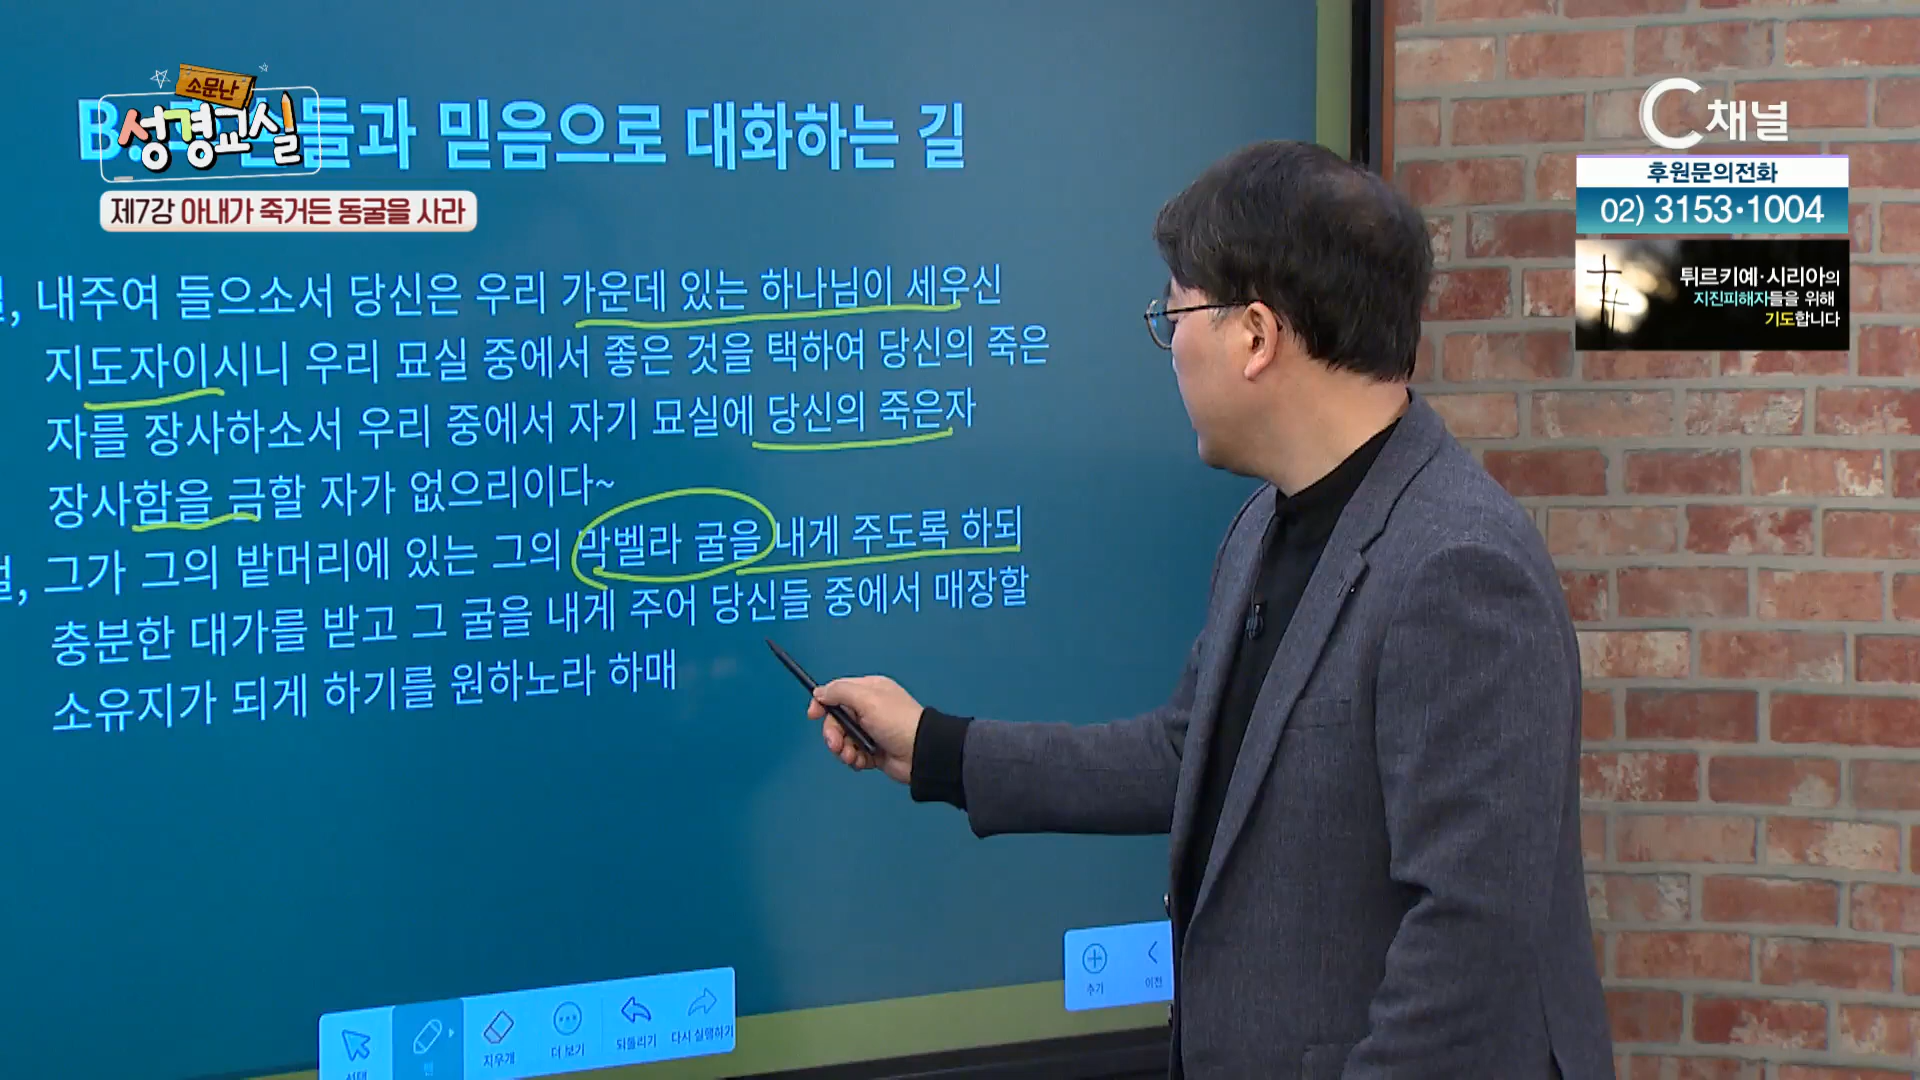 소문난
성경교실
제7강 아내가 죽거든 동굴을 사라
들과 믿음으로 대화하는 길
내주여 들으소서 당신은 우리 가운데 있는 하나님이 세우신
지도자이시니 우리 묘실 중에서 좋은 것을 택하여 당신의 죽은
자를 장사하소서 우리 중에서 자기 묘실에 당신의 죽은자
장사함을 금할 자가 없으리이다~
그가 그의 밭머리에 있는 그의 막벨라 굴을 내게 주도록 하되
충분한 대가를 받고 그 굴을 내게 주어 당신들 중에서 매장할
소유지가 되게 하기를 원하노라 하매
C채널
후원문의전화
02) 3153·1004
튀르키예·시리아의
지진피해자들을 위해
기도합니다
추가
이전
선택
펜
지우개
더 보기
되돌리기
다시 실행하기